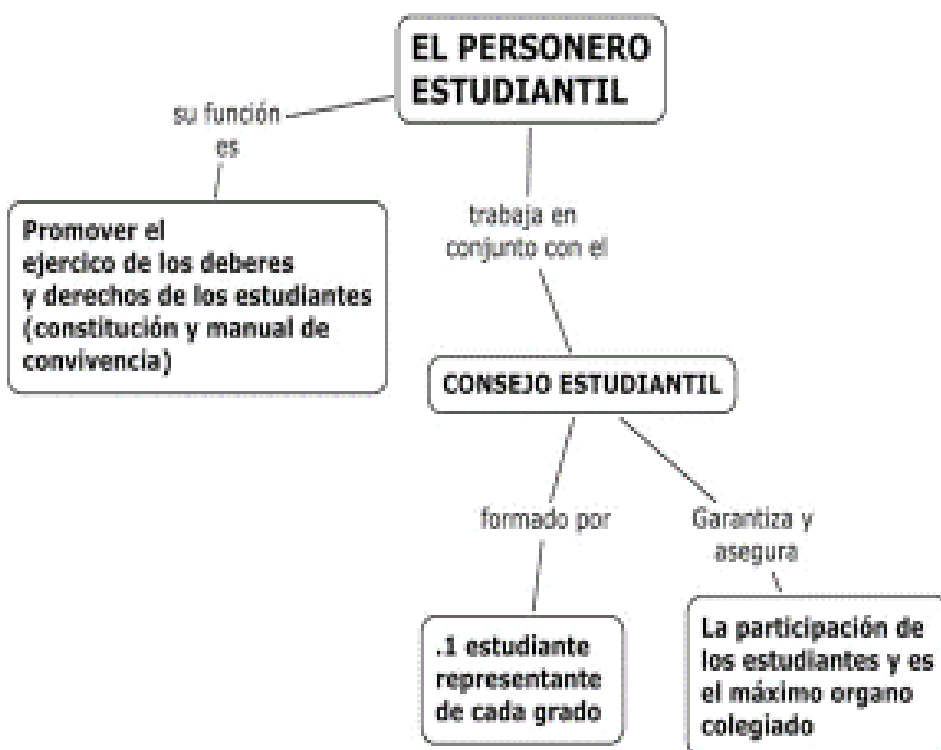 EL PERSONERO
ESTUDIANTIL
su función
es
Promover el
ejercico de los deberes
y derechos de los estudiantes
(constitución y manual de
convivencia)
trabaja en
conjunto con el
CONSEJO ESTUDIANTIL
formado por
.1 estudiante
representante
de cada grado
Garantiza y
asegura
La participación de
los estudiantes y es
el máximo organo
colegiado